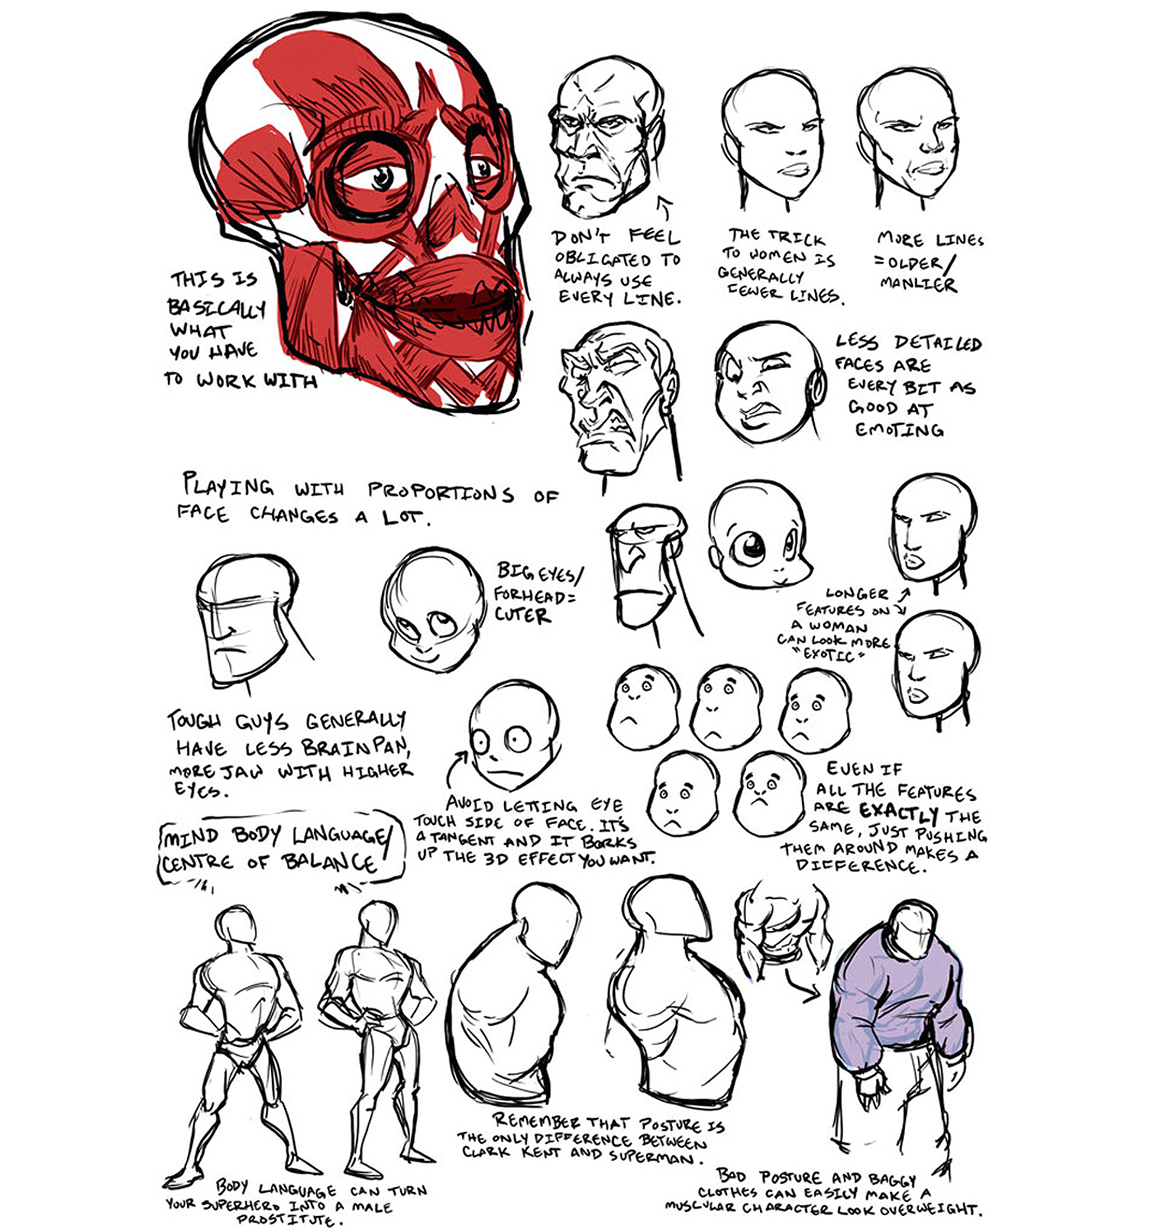 THIS IS
BASICALLY
WHAT
YOU HAVE
TO WORK WITH
DON'T FEEL
OBLIGATED TO
ALWAYS USE
EVERY LINE.
THE TRICK
TO WOMEN IS
GENERALLY
FEWER LINES.
MORE LINES
=OLDER/
MANLIER
LESS DETAILED
FACES ARE
EVERY BIT AS
GOOD AT
EMOTING
PLAYING WITH PROPORTIONS OF
FACE CHANGES A LOT.
BIG EYES/
FORHEAD=
CUTER
LONGER
FEATURES ON
A WOMAN
CAN LOOK MORE
"EXOTIC"
TOUGH GUYS GENERALLY
HAVE LESS BRAINPAN,
MORE JAW WITH HIGHER
EYES.
AVOID LETTING EYE
TOUCH SIDE OF FACE. IT'S
A TANGENT AND IT BORKS
UP THE 3D EFFECT YOU WANT.
EVEN IF
ALL THE FEATURES
ARE EXACTLY THE
SAME, JUST PUSHING
THEM AROUND MAKES A
DIFFERENCE.
MIND BODY LANGUAGE/
CENTRE OF BALANCE
BODY LANGUAGE CAN TURN
YOUR SUPERHERO INTO A MALE
PROSTITUTE.
REMEMBER THAT POSTURE IS
THE ONLY DIFFERENCE BETWEEN
CLARK KENT AND SUPERMAN.
BAD POSTURE AND BAGGY
CLOTHES CAN EASILY MAKE A
MUSCULAR CHARACTER LOOK OVERWEIGHT.